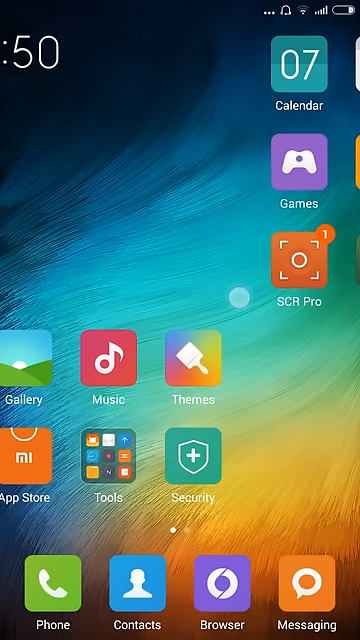 :50
07
Calendar
Games
1
SCR Pro
Gallery
Music
Themes
mi
App Store
Tools
Security
Phone
Contacts
Browser
Messaging